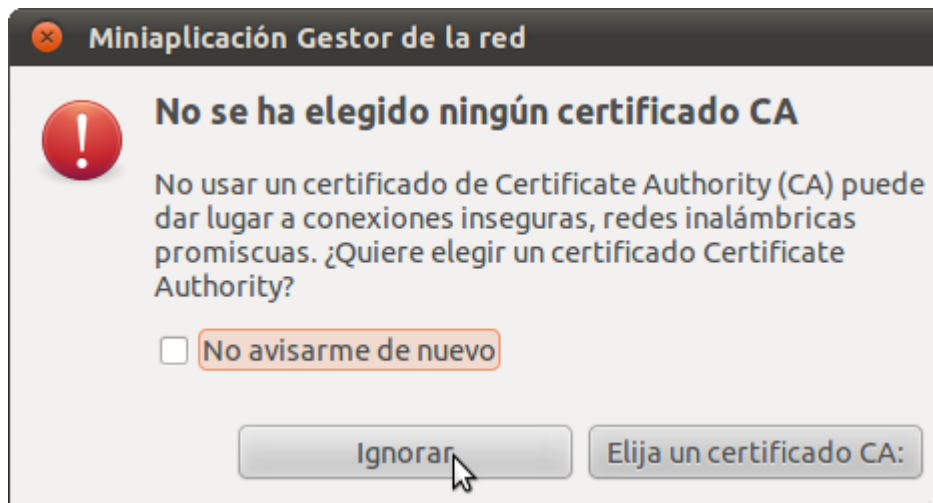 Miniaplicación Gestor de la red
No se ha elegido ningún certificado CA
No usar un certificado de Certificate Authority (CA) puede
dar lugar a conexiones inseguras, redes inalámbricas
promiscuas. ¿Quiere elegir un certificado Certificate
Authority?
No avisarme de nuevo
Ignorar
Elija un certificado CA: